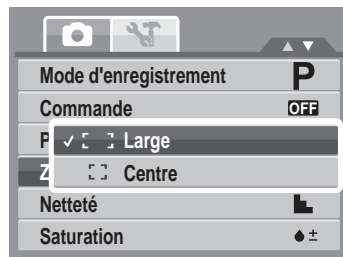 Mode d'enregistrement P
Commande OFF
P
Large
Z
Centre
Netteté
Saturation